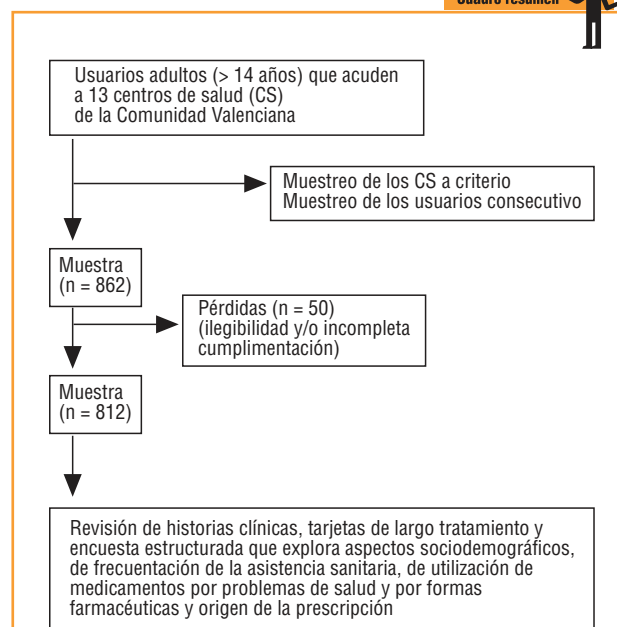 Cuadro resumen
Usuarios adultos (> 14 años) que acuden
a 13 centros de salud (CS)
de la Comunidad Valenciana
Muestreo de los CS a criterio
Muestreo de los usuarios consecutivo
Muestra
(n = 862)
Pérdidas (n = 50)
(ilegibilidad y/o incompleta
cumplimentación)
Muestra
(n = 812)
Revisión de historias clínicas, tarjetas de largo tratamiento y
encuesta estructurada que explora aspectos sociodemográficos,
de frecuentación de la asistencia sanitaria, de utilización de
medicamentos por problemas de salud y por formas
farmacéuticas y origen de la prescripción